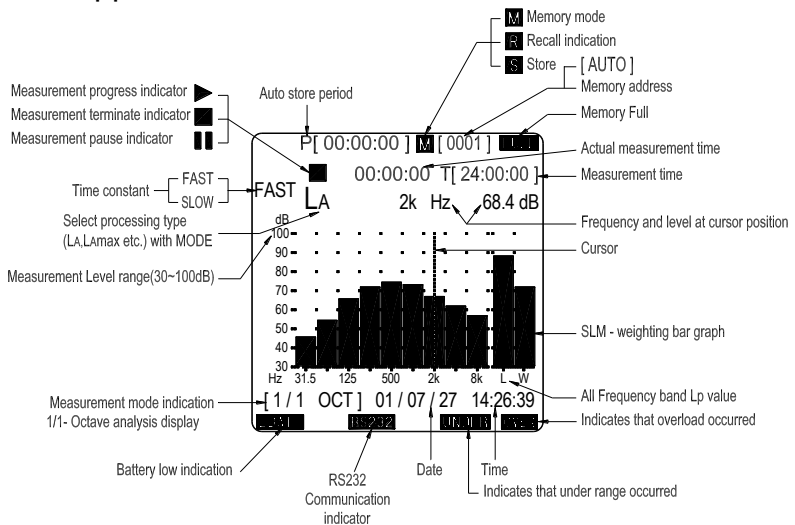 M Memory mode
R Recall indication
S Store
[ AUTO ]
Memory address
Memory Full
Measurement progress indicator
Measurement terminate indicator
Measurement pause indicator
Auto store period
P[ 00:00:00 ] M [ 0001 ]
Actual measurement time
00:00:00 T[ 24:00:00 ]
Measurement time
Time constant
FAST
SLOW
FAST
LA
2k Hz 68.4 dB
Select processing type
(LA,LAmax etc.) with MODE
Frequency and level at cursor position
Cursor
dB
100
90
80
70
60
50
40
30
Measurement Level range(30~100dB)
SLM - weighting bar graph
Hz 31.5 125 500 2k 8k L W
All Frequency band Lp value
Measurement mode indication
1/1- Octave analysis display
[ 1 / 1 OCT ] 01 / 07 / 27 14:26:39
RS232 UNDER
Indicates that overload occurred
Battery low indication
RS232
Communication
indicator
Date
Time
Indicates that under range occurred